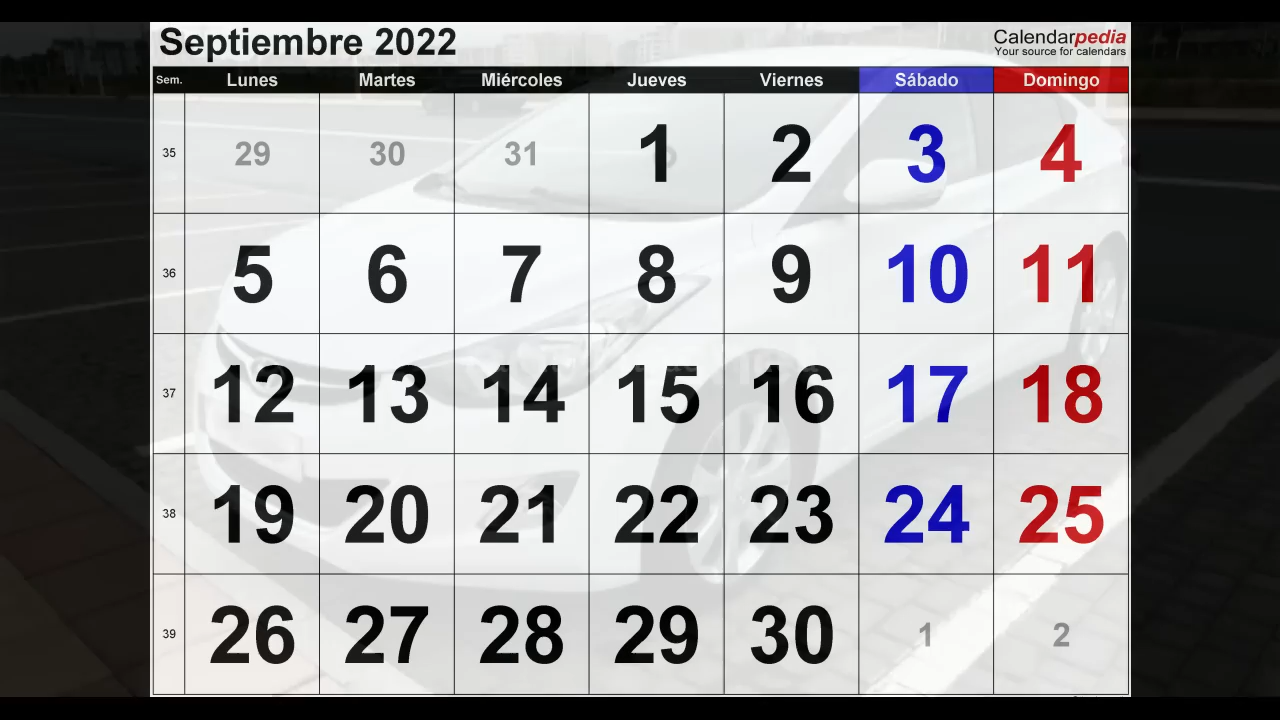 Septiembre 2022
Calendarpedia
Your source for calendars
Sem. Lunes Martes Miércoles Jueves Viernes Sábado Domingo
35 29 30 31 1 2 3 4
36 5 6 7 8 9 10 11
37 12 13 14 15 16 17 18
38 19 20 21 22 23 24 25
39 26 27 28 29 30 1 2